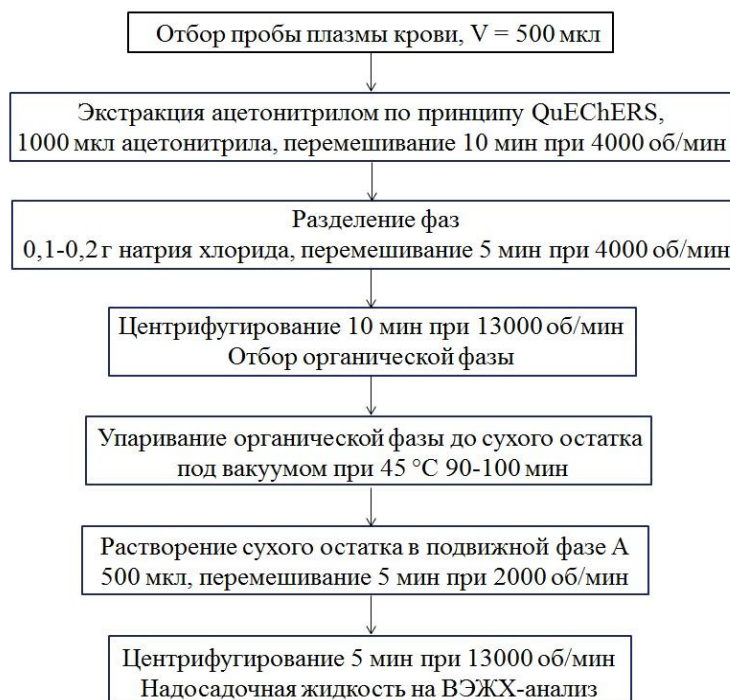 Отбор пробы плазмы крови, V = 500 мкл
Экстракция ацетонитрилом по принципу QuEChERS,
1000 мкл ацетонитрила, перемешивание 10 мин при 4000 об/мин
Разделение фаз
0,1-0,2 г натрия хлорида, перемешивание 5 мин при 4000 об/мин
Центрифугирование 10 мин при 13000 об/мин
Отбор органической фазы
Упаривание органической фазы до сухого остатка
под вакуумом при 45 °C 90-100 мин
Растворение сухого остатка в подвижной фазе А
500 мкл, перемешивание 5 мин при 2000 об/мин
Центрифугирование 5 мин при 13000 об/мин
Надосадочная жидкость на ВЭЖХ-анализ